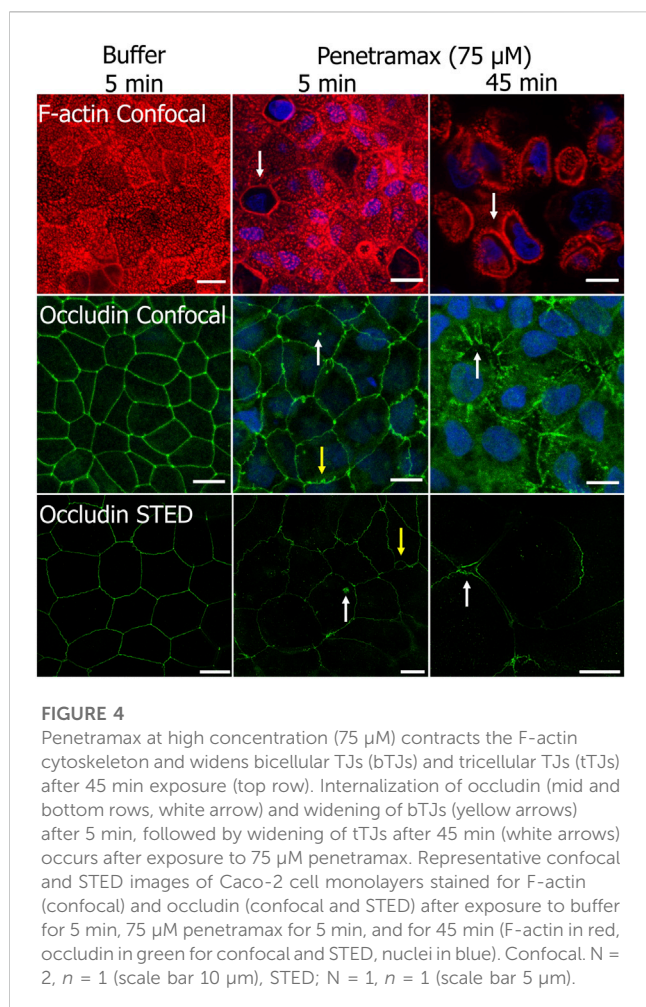 Buffer
5 min
Penetramax (75 µM)
5 min 45 min
F-actin Confocal
Occludin Confocal
Occludin STED
FIGURE 4
Penetramax at high concentration (75 µM) contracts the F-actin
cytoskeleton and widens bicellular TJs (bTJs) and tricellular TJs (tTJs)
after 45 min exposure (top row). Internalization of occludin (mid and
bottom rows, white arrow) and widening of bTJs (yellow arrows)
after 5 min, followed by widening of tTJs after 45 min (white arrows)
occurs after exposure to 75 µM penetramax. Representative confocal
and STED images of Caco-2 cell monolayers stained for F-actin
(confocal) and occludin (confocal and STED) after exposure to buffer
for 5 min, 75 µM penetramax for 5 min, and for 45 min (F-actin in red,
occludin in green for confocal and STED, nuclei in blue). Confocal. N =
2, n = 1 (scale bar 10 µm), STED; N = 1, n = 1 (scale bar 5 µm).